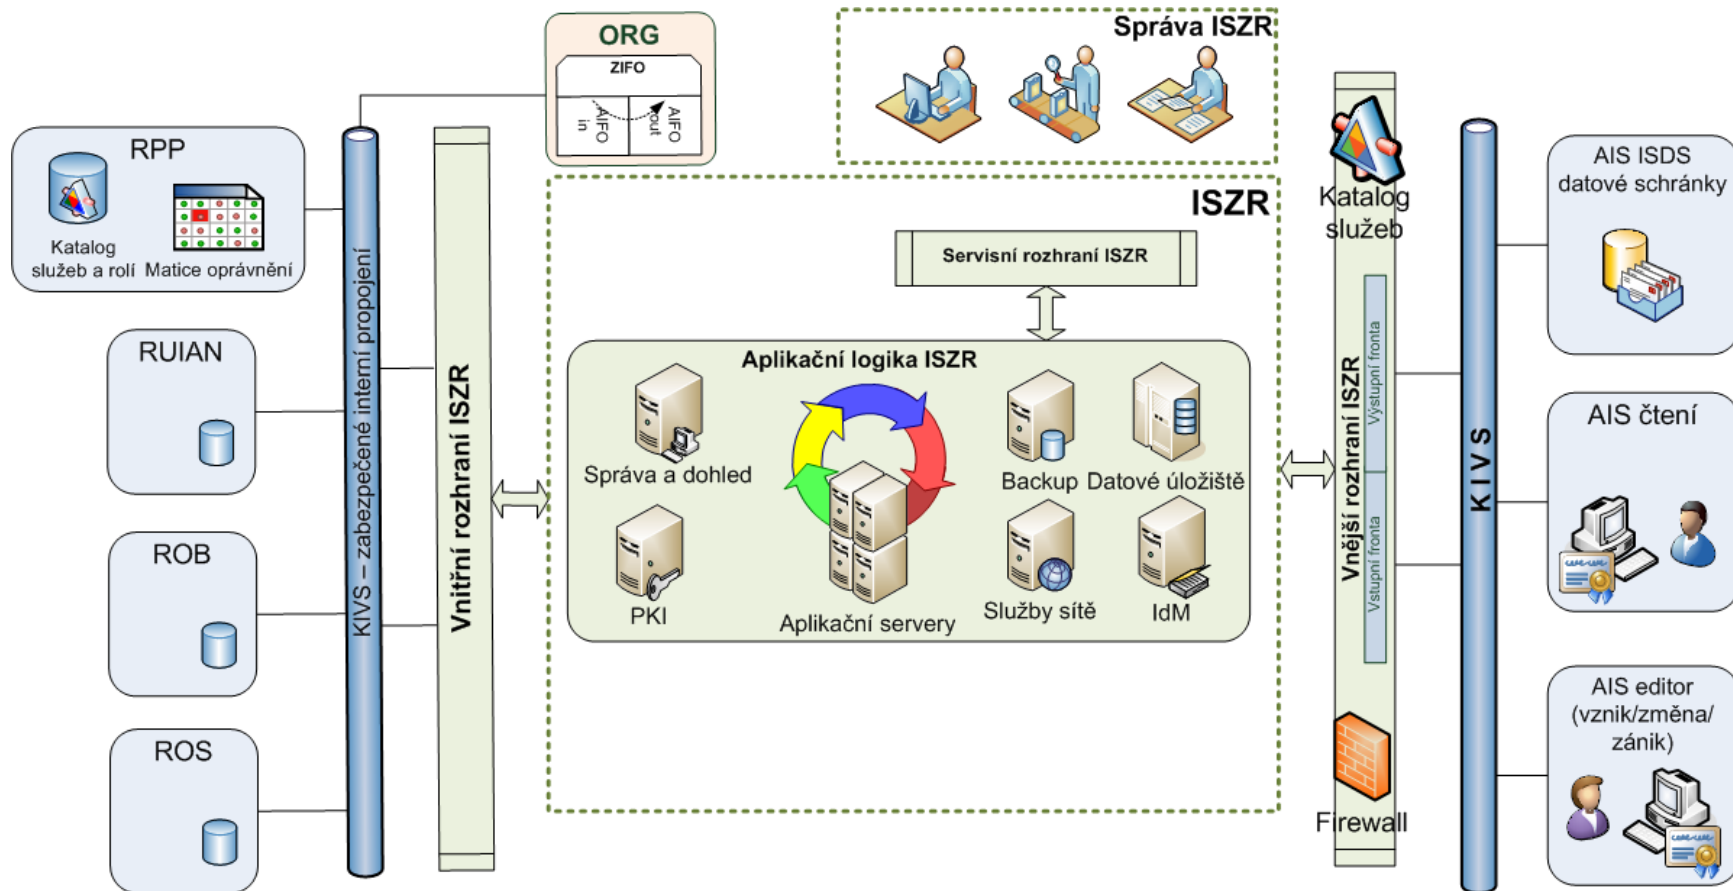 ORG
ZIFO
AIFO
in
AIFO
out
Správa ISZR
RPP
Katalog
služeb a rolí
Matice oprávnění
RUIAN
ROB
ROS
KIVS – zabezpečené interní propojení
Vnitřní rozhraní ISZR
ISZR
Servisní rozhraní ISZR
Aplikační logika ISZR
Správa a dohled
Backup
Datové úložiště
PKI
Aplikační servery
Služby sítě
IdM
Katalog
služeb
Vnější rozhraní ISZR
Výstupní fronta
Vstupní fronta
Firewall
KIVS
AIS ISDS
datové schránky
AIS čtení
AIS editor
(vznik/změna/
zánik)